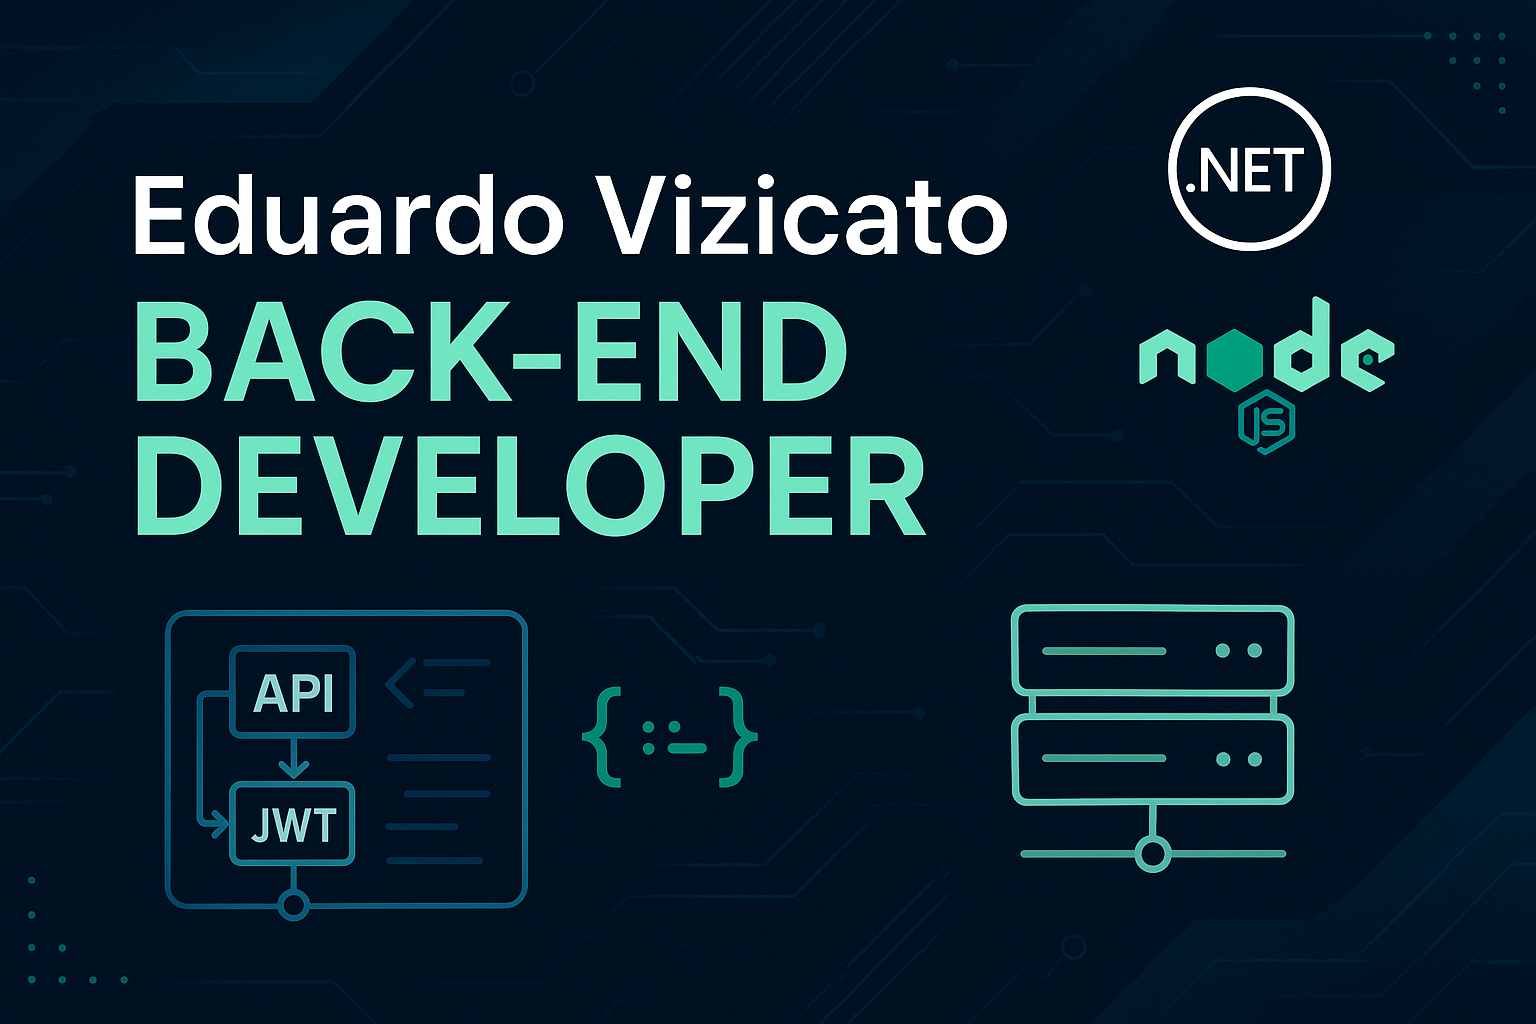 Eduardo Vizicato
BACK-END
DEVELOPER
.NET
node
JS
API
JWT
{ :: }